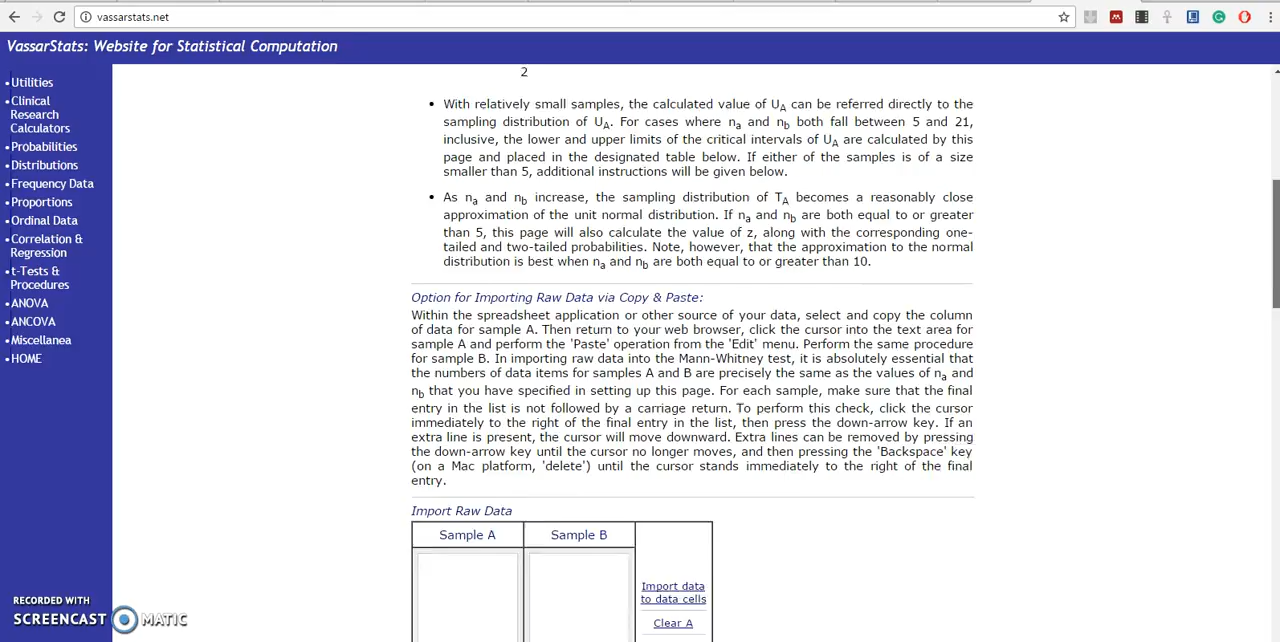 vassarstats.net
VassarStats: Website for Statistical Computation
Utilities
Clinical
Research
Calculators
Probabilities
Distributions
Frequency Data
Proportions
Ordinal Data
Correlation &
Regression
t-Tests &
Procedures
ANOVA
ANCOVA
Miscellanea
HOME
2
• With relatively small samples, the calculated value of UA can be referred directly to the
sampling distribution of UA. For cases where na and nb both fall between 5 and 21,
inclusive, the lower and upper limits of the critical intervals of UA are calculated by this
page and placed in the designated table below. If either of the samples is of a size
smaller than 5, additional instructions will be given below.
• As na and nb increase, the sampling distribution of TA becomes a reasonably close
approximation of the unit normal distribution. If na and nb are both equal to or greater
than 5, this page will also calculate the value of z, along with the corresponding one-
tailed and two-tailed probabilities. Note, however, that the approximation to the normal
distribution is best when na and nb are both equal to or greater than 10.
Option for Importing Raw Data via Copy & Paste:
Within the spreadsheet application or other source of your data, select and copy the column
of data for sample A. Then return to your web browser, click the cursor into the text area for
sample A and perform the 'Paste' operation from the 'Edit' menu. Perform the same procedure
for sample B. In importing raw data into the Mann-Whitney test, it is absolutely essential that
the numbers of data items for samples A and B are precisely the same as the values of na and
nb that you have specified in setting up this page. For each sample, make sure that the final
entry in the list is not followed by a carriage return. To perform this check, click the cursor
immediately to the right of the final entry in the list, then press the down-arrow key. If an
extra line is present, the cursor will move downward. Extra lines can be removed by pressing
the down-arrow key until the cursor no longer moves, and then pressing the 'Backspace' key
(on a Mac platform, 'delete') until the cursor stands immediately to the right of the final
entry.
Import Raw Data
Sample A Sample B
Import data
to data cells
Clear A
RECORDED WITH
SCREENCAST MATIC